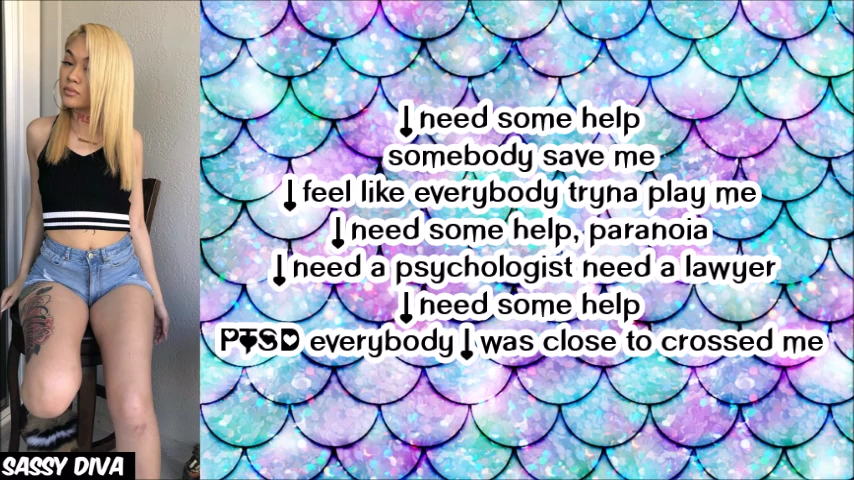 I need some help
somebody save me
I feel like everybody tryna play me
I need some help, paranoia
I need a psychologist need a lawyer
I need some help
PTSD everybody I was close to crossed me
SASSY DIVA